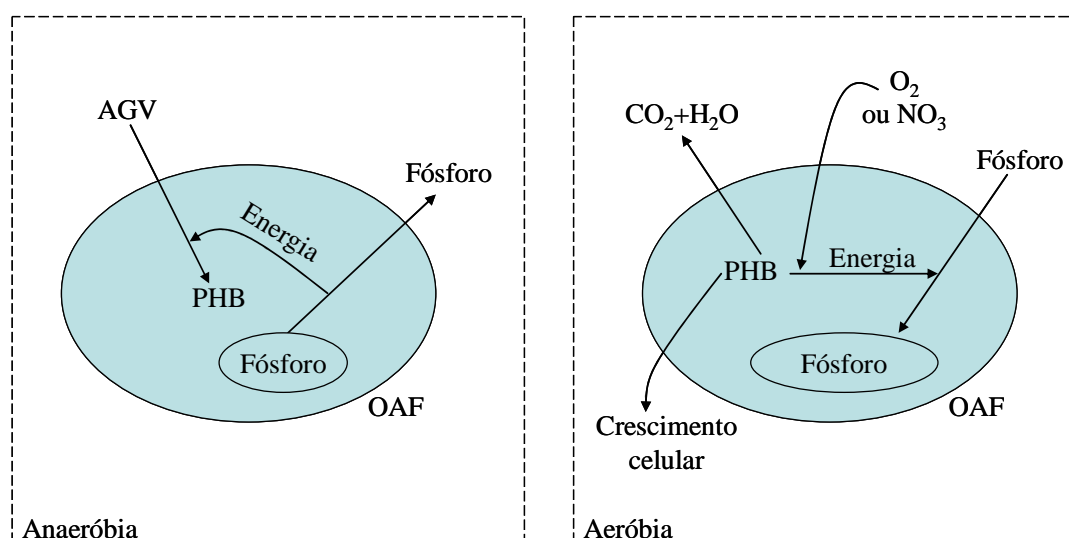 AGV
Fósforo
Energia
PHB
Fósforo
OAF
Anaeróbia
O₂
ou NO₃
CO₂+H₂O
Fósforo
Energia
PHB
Fósforo
OAF
Crescimento
celular
Aeróbia